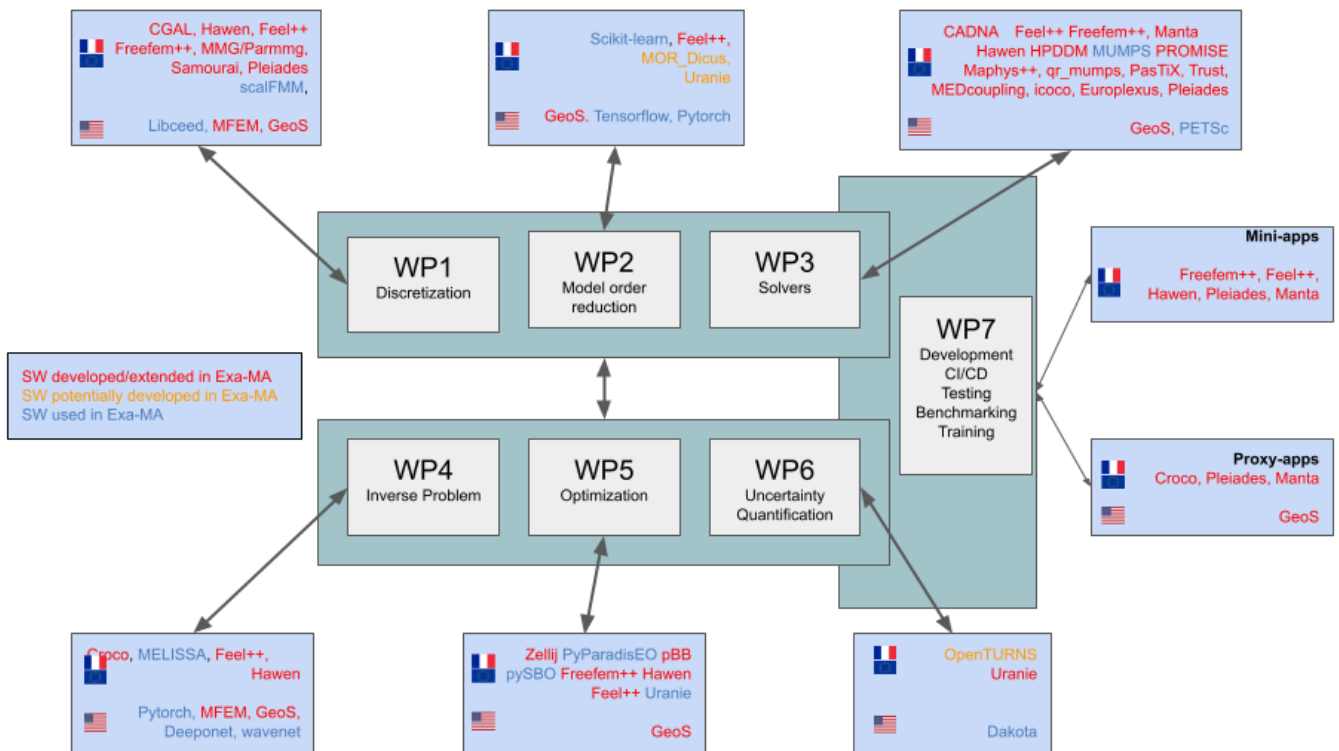 CGAL, Hawen, Feel++
Freefem++, MMG/Parmmg,
Samourai, Pleiades
scalFMM,
Libceed, MFEM, GeoS
Scikit-learn, Feel++,
MOR_Dicus,
Uranie
GeoS. Tensorflow, Pytorch
CADNA Feel++ Freefem++, Manta
Hawen HPDDM MUMPS PROMISE
Maphys++, qr_mumps, PasTiX, Trust,
MEDcoupling, icoco, Europlexus, Pleiades
GeoS, PETSc
WP1
Discretization
WP2
Model order
reduction
WP3
Solvers
Mini-apps
Freefem++, Feel++,
Hawen, Pleiades, Manta
WP7
Development
CI/CD
Testing
Benchmarking
Training
SW developed/extended in Exa-MA
SW potentially developed in Exa-MA
SW used in Exa-MA
WP4
Inverse Problem
WP5
Optimization
WP6
Uncertainty
Quantification
Proxy-apps
Croco, Pleiades, Manta
GeoS
Croco, MELISSA, Feel++,
Hawen
Pytorch, MFEM, GeoS,
Deeponet, wavenet
Zellij PyParadisEO pBB
pySBO Freefem++ Hawen
Feel++ Uranie
GeoS
OpenTURNS
Uranie
Dakota